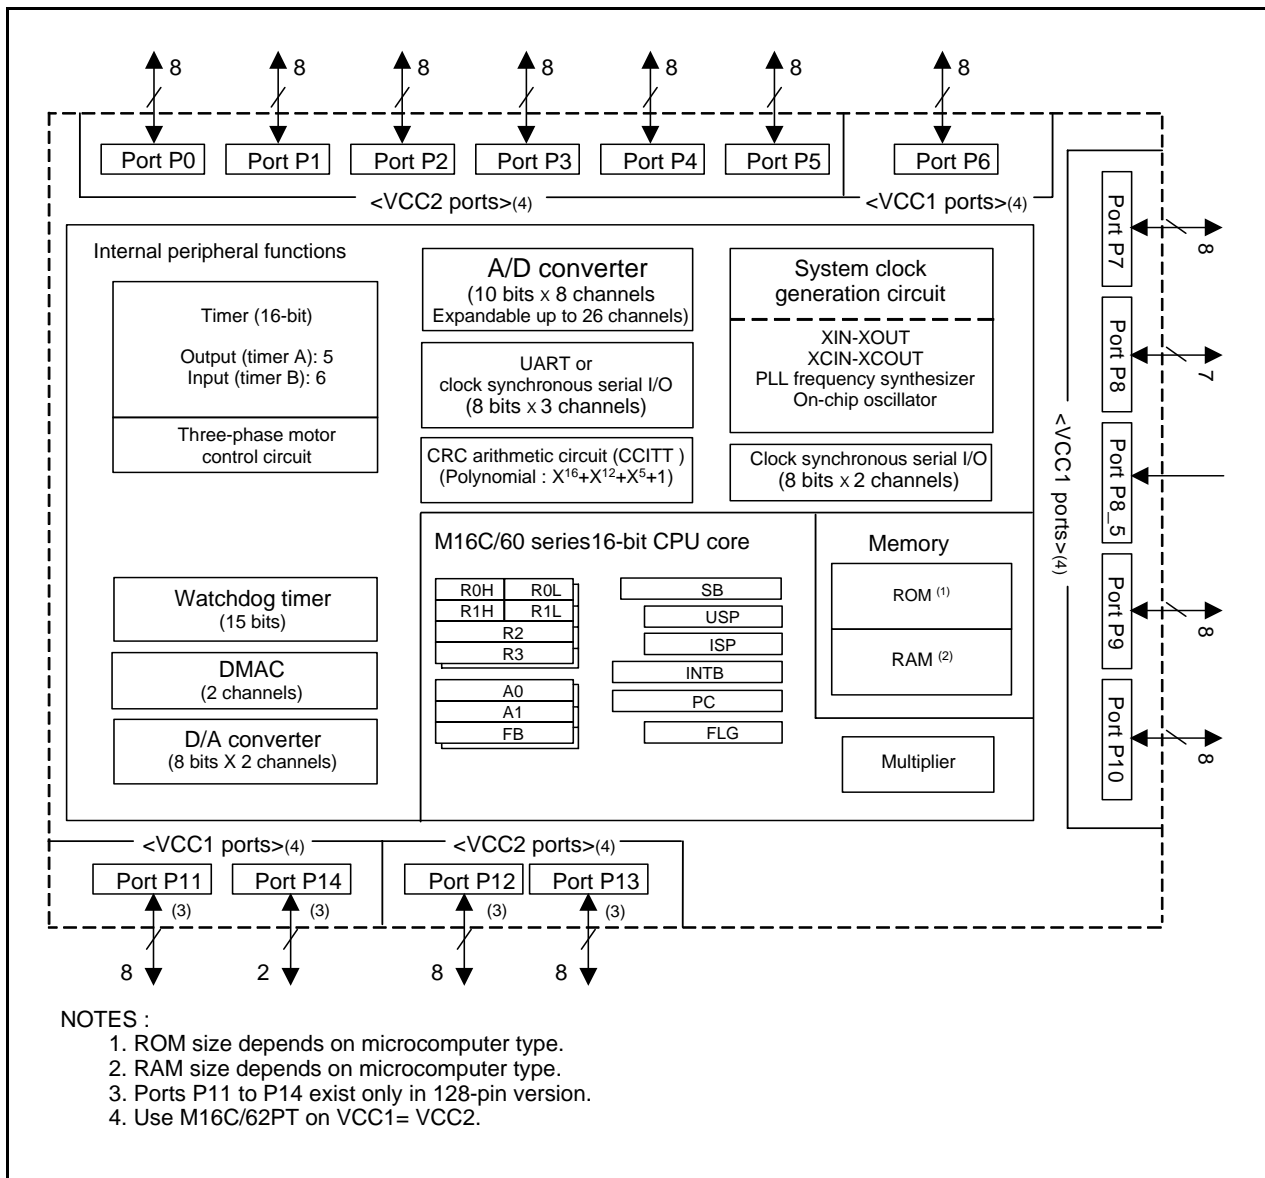 8 8 8 8 8 8 8
Port P0 Port P1 Port P2 Port P3 Port P4 Port P5 Port P6
<VCC2 ports>(4) <VCC1 ports>(4)
Internal peripheral functions
Timer (16-bit)
Output (timer A): 5
Input (timer B): 6
Three-phase motor
control circuit
Watchdog timer
(15 bits)
DMAC
(2 channels)
D/A converter
(8 bits X 2 channels)
A/D converter
(10 bits x 8 channels
Expandable up to 26 channels)
UART or
clock synchronous serial I/O
(8 bits x 3 channels)
CRC arithmetic circuit (CCITT )
(Polynomial : X¹⁶+X¹²+X⁵+1)
System clock
generation circuit
XIN-XOUT
XCIN-XCOUT
PLL frequency synthesizer
On-chip oscillator
Clock synchronous serial I/O
(8 bits x 2 channels)
M16C/60 series16-bit CPU core
R0H R0L
R1H R1L
R2
R3
A0
A1
FB
SB
USP
ISP
INTB
PC
FLG
Memory
ROM (1)
RAM (2)
Multiplier
<VCC1 ports>(4)
Port P7 8
Port P8 7
Port P8_5
Port P9 8
Port P10 8
<VCC1 ports>(4) <VCC2 ports>(4)
Port P11 Port P14 Port P12 Port P13
(3) (3) (3) (3)
8 2 8 8
NOTES :
1. ROM size depends on microcomputer type.
2. RAM size depends on microcomputer type.
3. Ports P11 to P14 exist only in 128-pin version.
4. Use M16C/62PT on VCC1= VCC2.